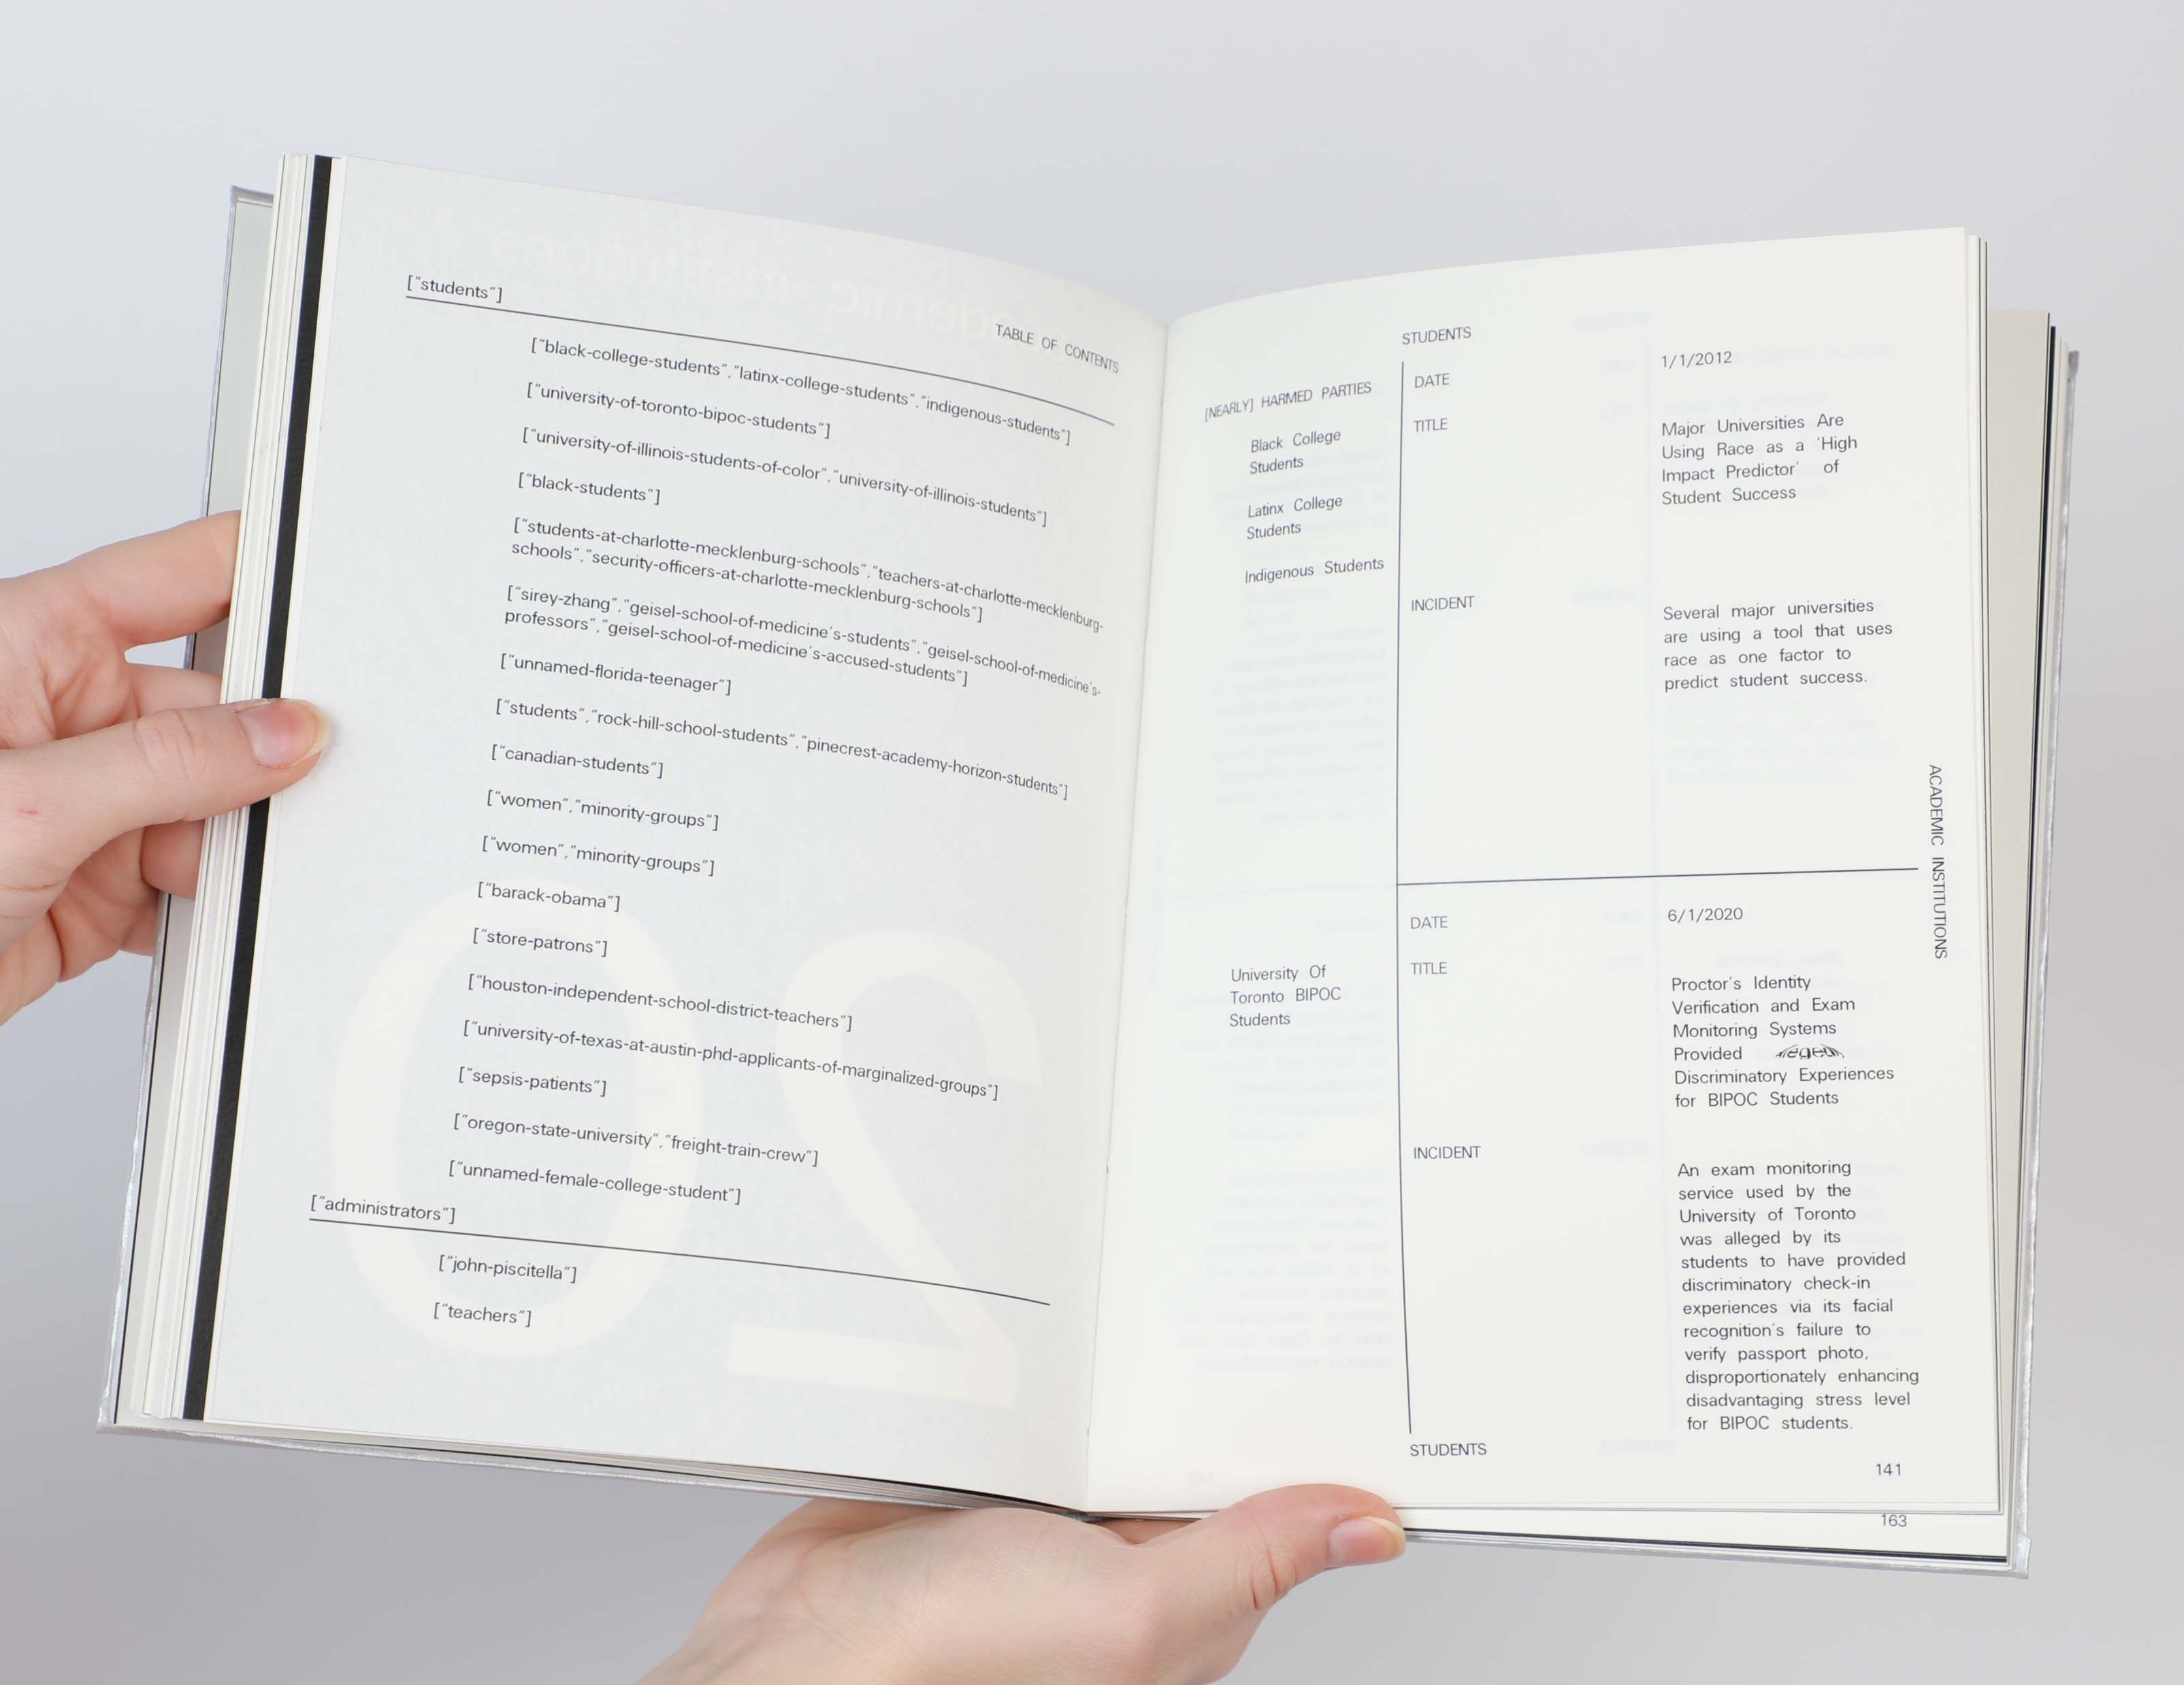 ["students"]
TABLE OF CONTENTS
["black-college-students","latinx-college-students","indigenous-students"]
["university-of-toronto-bipoc-students"]
["university-of-illinois-students-of-color","university-of-illinois-students"]
["black-students"]
["students-at-charlotte-mecklenburg-schools","teachers-at-charlotte-mecklenburg-
schools","security-officers-at-charlotte-mecklenburg-schools"]
["sirey-zhang","geisel-school-of-medicine's-students","geisel-school-of-medicine's-
professors","geisel-school-of-medicine's-accused-students"]
["unnamed-florida-teenager"]
["students","rock-hill-school-students","pinecrest-academy-horizon-students"]
["canadian-students"]
["women","minority-groups"]
["women","minority-groups"]
["barack-obama"]
["store-patrons"]
["houston-independent-school-district-teachers"]
["university-of-texas-at-austin-phd-applicants-of-marginalized-groups"]
["sepsis-patients"]
["oregon-state-university","freight-train-crew"]
["unnamed-female-college-student"]
["administrators"]
["john-piscitella"]
["teachers"]
STUDENTS
[NEARLY] HARMED PARTIES
Black College
Students
Latinx College
Students
Indigenous Students
DATE
1/1/2012
TITLE
Major Universities Are
Using Race as a 'High
Impact Predictor' of
Student Success
INCIDENT
Several major universities
are using a tool that uses
race as one factor to
predict student success.
University Of
Toronto BIPOC
Students
DATE
6/1/2020
TITLE
Proctor's Identity
Verification and Exam
Monitoring Systems
Provided
Discriminatory Experiences
for BIPOC Students
INCIDENT
An exam monitoring
service used by the
University of Toronto
was alleged by its
students to have provided
discriminatory check-in
experiences via its facial
recognition's failure to
verify passport photo,
disproportionately enhancing
disadvantaging stress level
for BIPOC students.
STUDENTS
ACADEMIC INSTITUTIONS
141
163